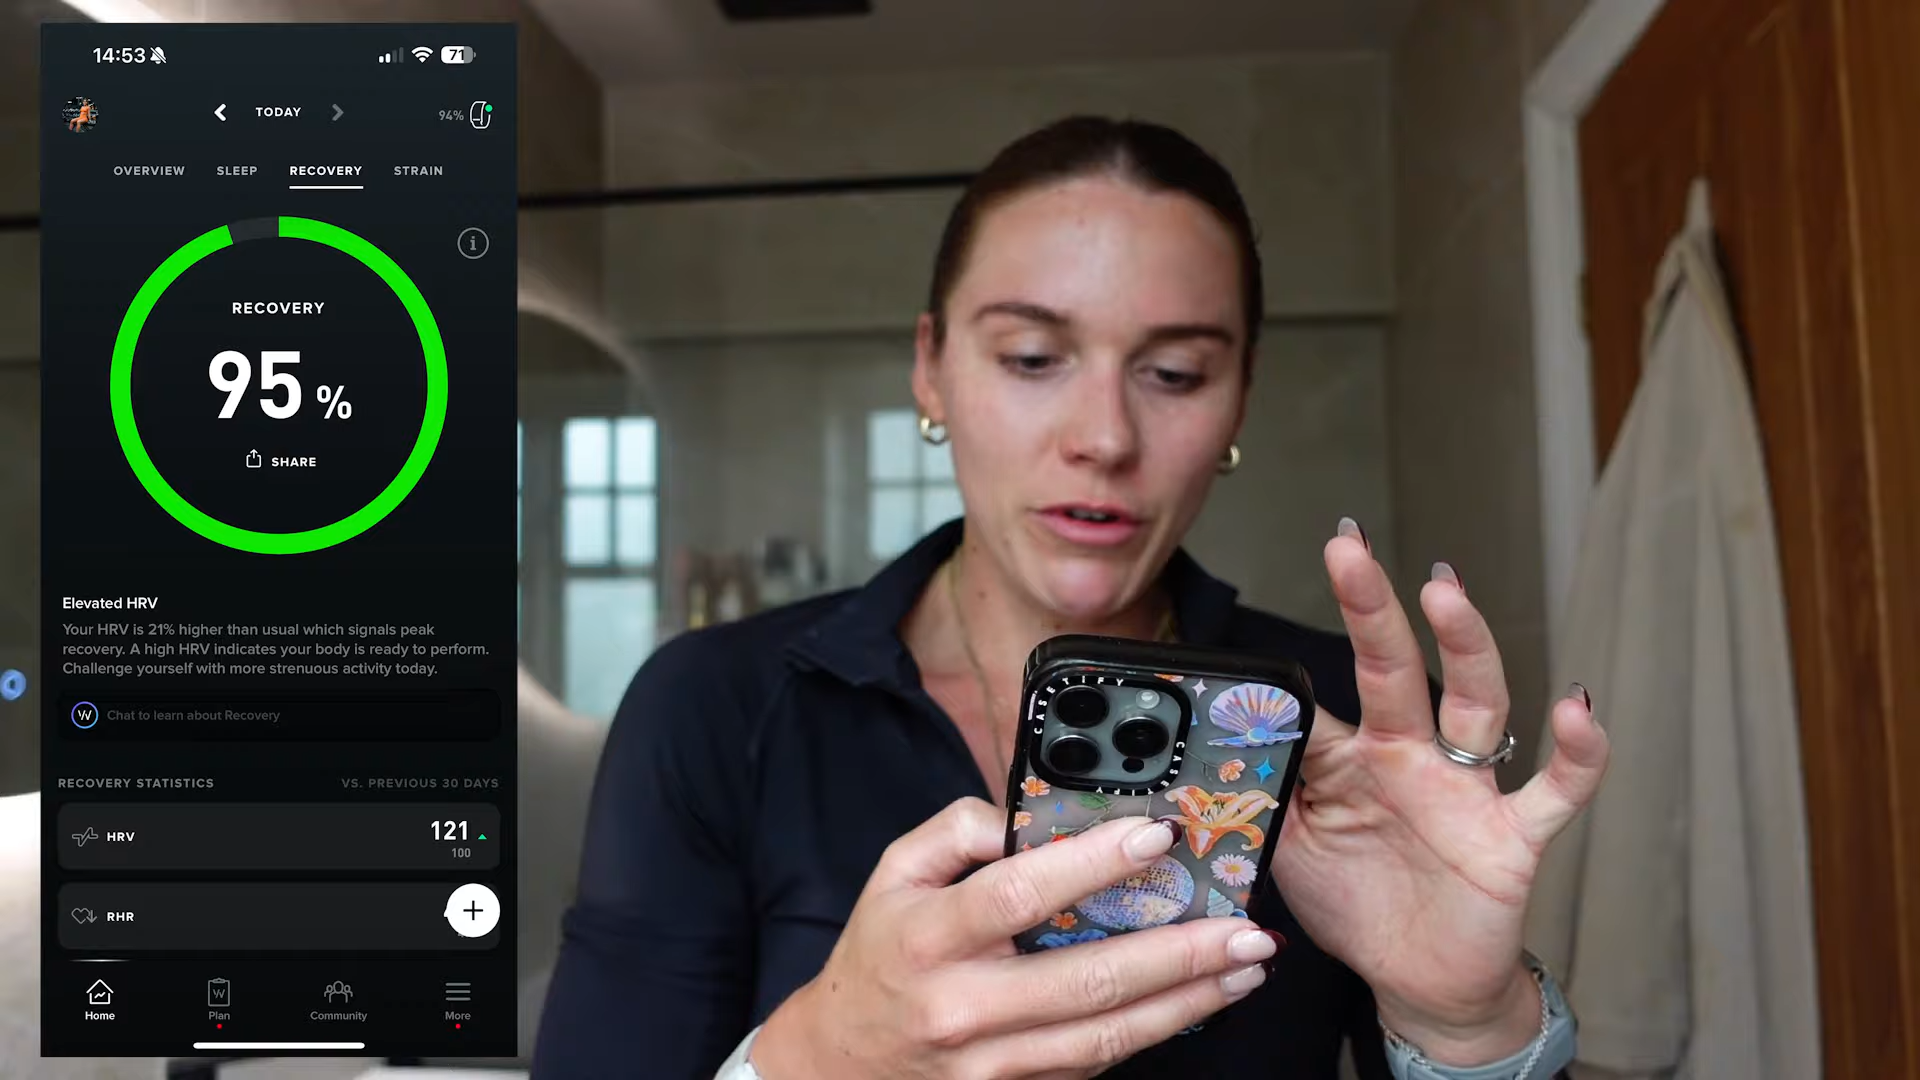 14:53
71
TODAY
94%
OVERVIEW SLEEP RECOVERY STRAIN
RECOVERY
95 %
SHARE
Elevated HRV
Your HRV is 21% higher than usual which signals peak
recovery. A high HRV indicates your body is ready to perform.
Challenge yourself with more strenuous activity today.
W Chat to learn about Recovery
RECOVERY STATISTICS VS. PREVIOUS 30 DAYS
HRV 121
100
RHR
+
W
Home Plan Community More
CASETIFY
CASETIFY